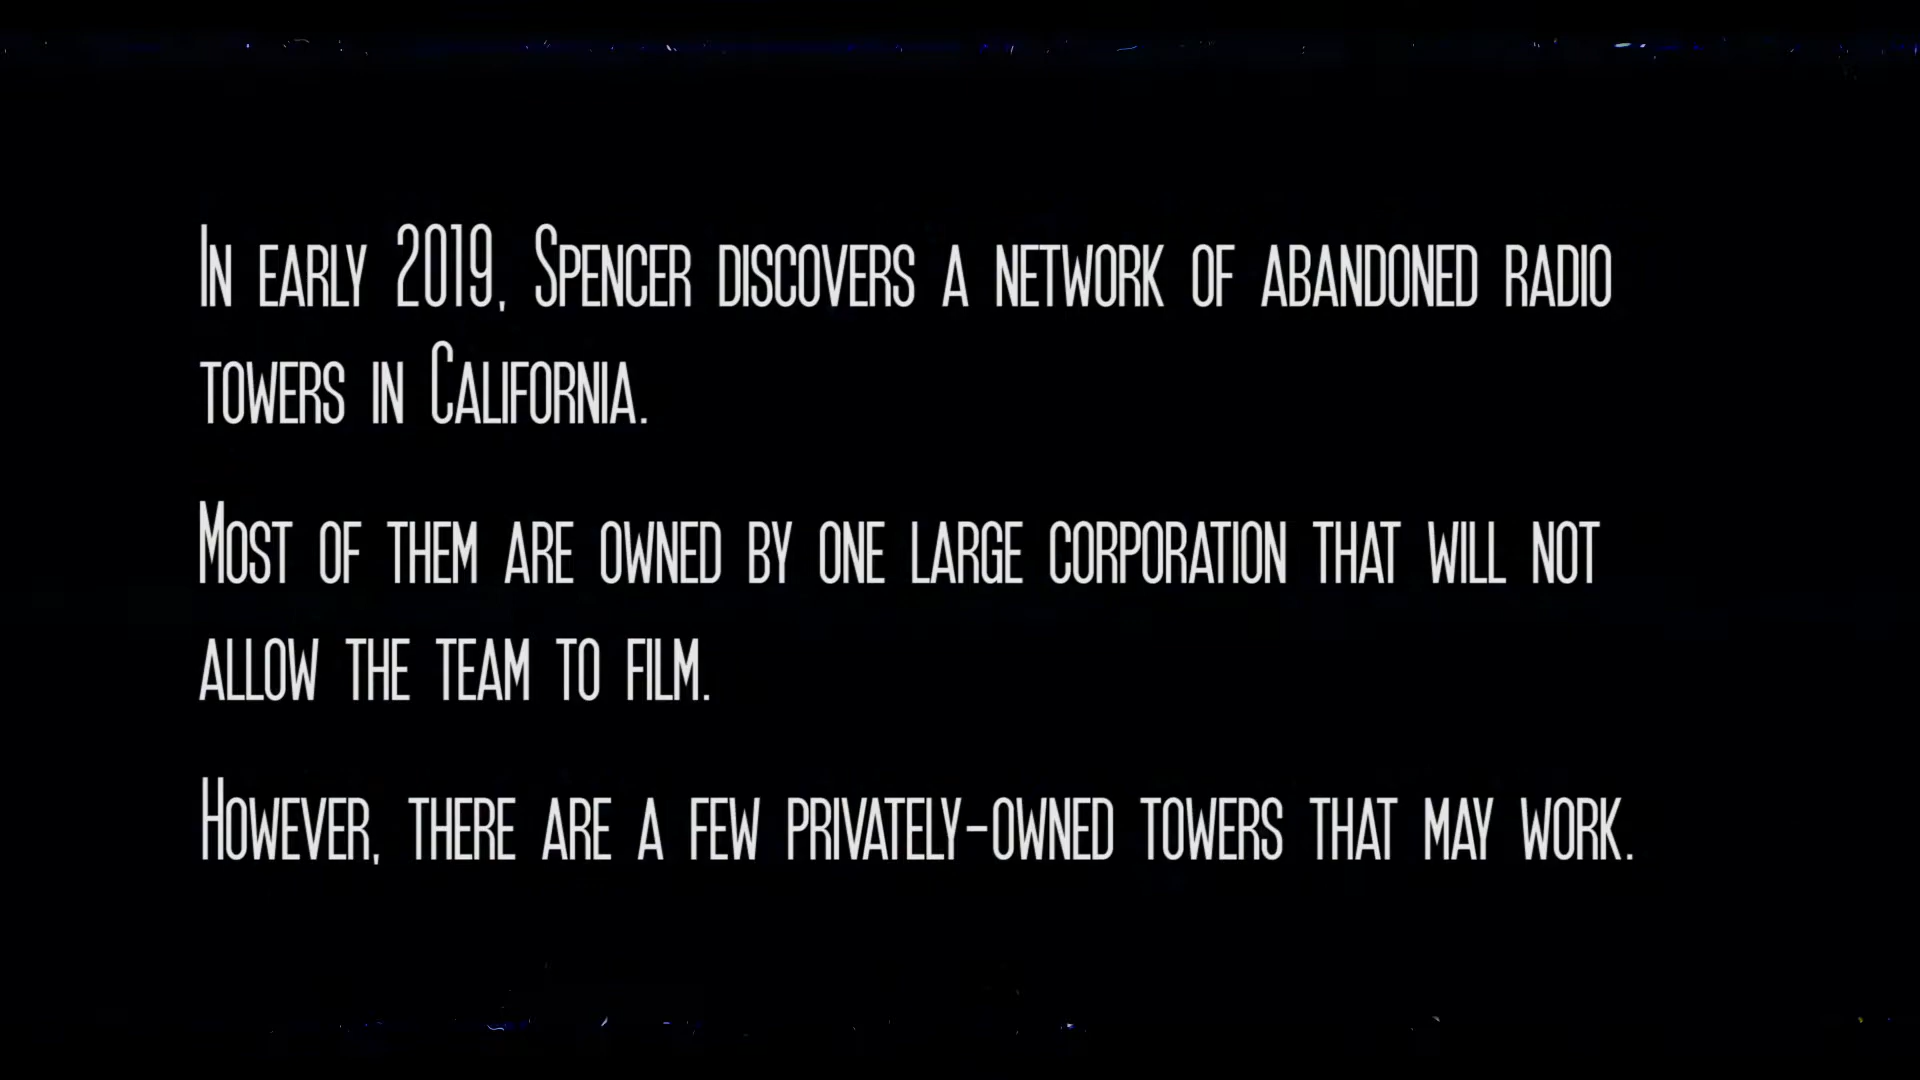 In early 2019, Spencer discovers a network of abandoned radio
towers in California.
Most of them are owned by one large corporation that will not
allow the team to film.
However, there are a few privately-owned towers that may work.